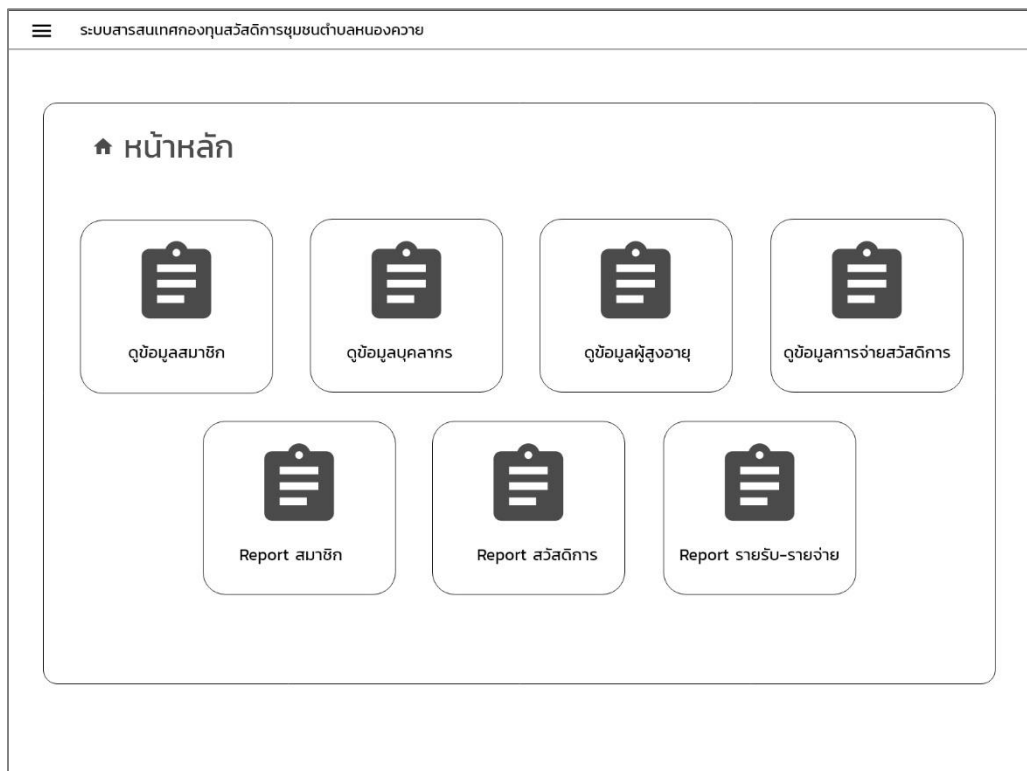 ระบบสารสนเทศกองทุนสวัสดิการชุมชนตำบลหนองควาย
หน้าหลัก
ดูข้อมูลสมาชิก
ดูข้อมูลบุคลากร
ดูข้อมูลผู้สูงอายุ
ดูข้อมูลการจ่ายสวัสดิการ
Report สมาชิก
Report สวัสดิการ
Report รายรับ-รายจ่าย